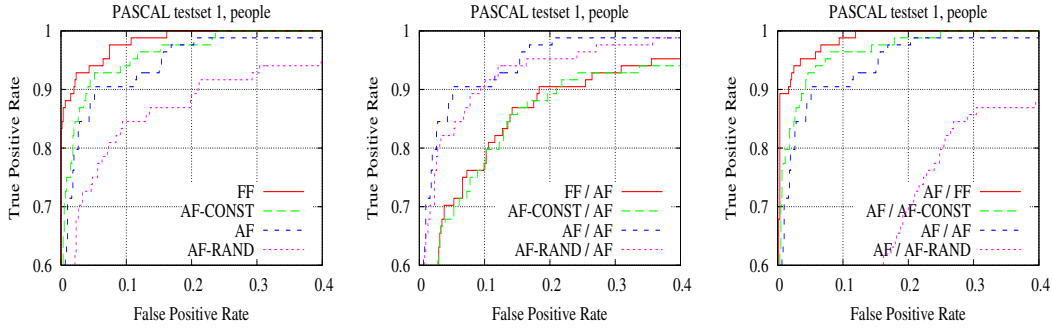 PASCAL testset 1, people
True Positive Rate
1
0.9
0.8
0.7
0.6
FF
AF-CONST
AF
AF-RAND
0 0.1 0.2 0.3 0.4
False Positive Rate
PASCAL testset 1, people
True Positive Rate
1
0.9
0.8
0.7
0.6
FF / AF
AF-CONST / AF
AF / AF
AF-RAND / AF
0 0.1 0.2 0.3 0.4
False Positive Rate
PASCAL testset 1, people
True Positive Rate
1
0.9
0.8
0.7
0.6
AF / FF
AF / AF-CONST
AF / AF
AF / AF-RAND
0 0.1 0.2 0.3 0.4
False Positive Rate